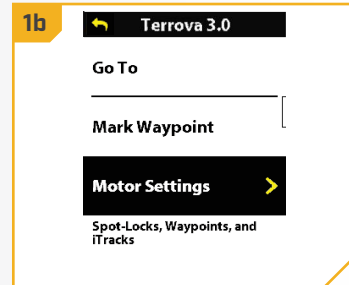 1b
Terrova 3.0
Go To
Mark Waypoint
Motor Settings
Spot-Locks, Waypoints, and
iTracks